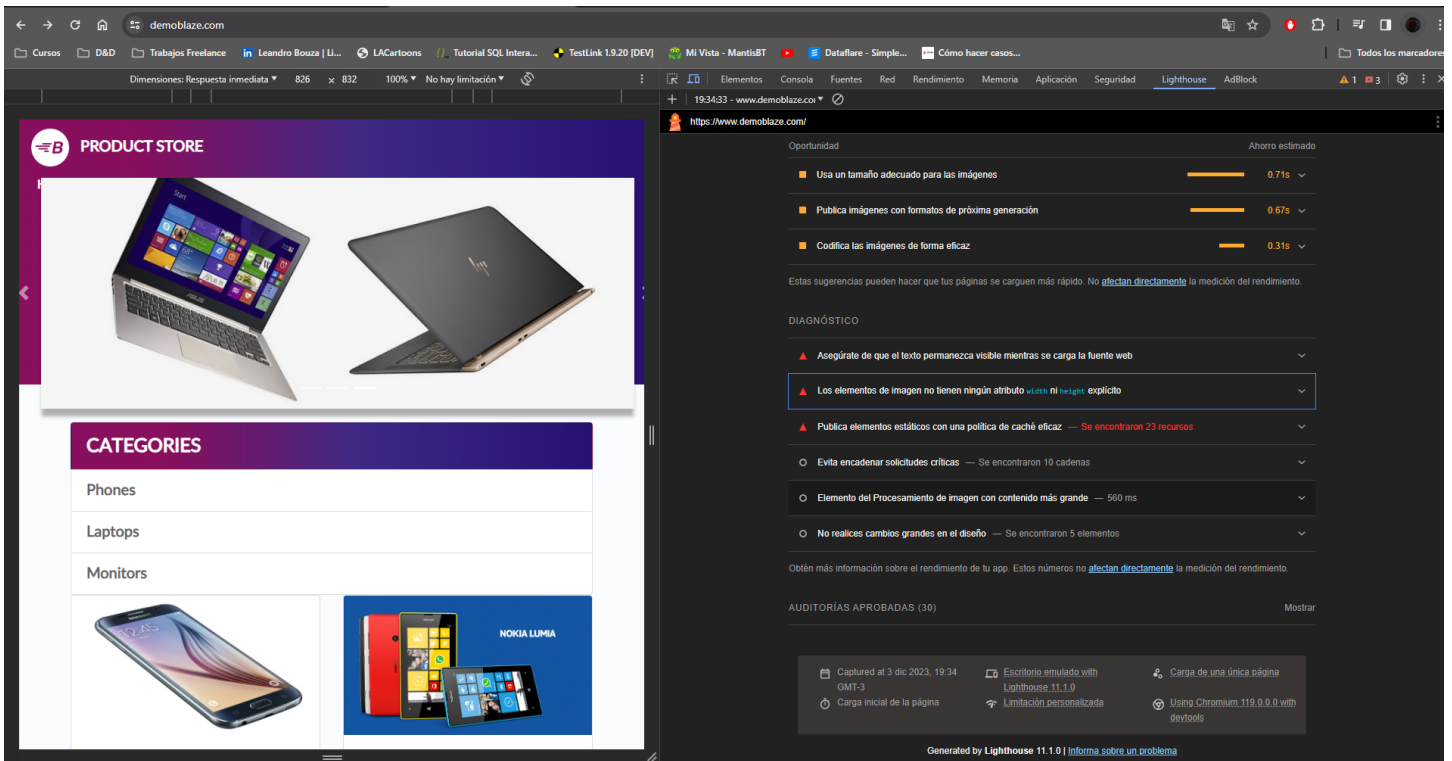 demoblaze.com
Cursos D&D Trabajos Freelance in Leandro Bouza | Li... LACartoons Tutorial SQL Intera... TestLink 1.9.20 [DEV] Mi Vista - MantisBT Dataflare - Simple... Cómo hacer casos... Todos los marcadores
Dimensiones: Respuesta inmediata 826 x 832 100% No hay limitación
Elementos Consola Fuentes Red Rendimiento Memoria Aplicación Seguridad Lighthouse AdBlock 1 3
19:34:33 - www.demoblaze.co
https://www.demoblaze.com/
B PRODUCT STORE
Start
ASUS
hp
CATEGORIES
Phones
Laptops
Monitors
12:45
NOKIA LUMIA
Oportunidad Ahorro estimado
Usa un tamaño adecuado para las imágenes 0.71s
Publica imágenes con formatos de próxima generación 0.67s
Codifica las imágenes de forma eficaz 0.31s
Estas sugerencias pueden hacer que tus páginas se carguen más rápido. No afectan directamente la medición del rendimiento.
DIAGNÓSTICO
Asegúrate de que el texto permanezca visible mientras se carga la fuente web
Los elementos de imagen no tienen ningún atributo width ni height explícito
Publica elementos estáticos con una política de caché eficaz — Se encontraron 23 recursos
Evita encadenar solicitudes críticas — Se encontraron 10 cadenas
Elemento del Procesamiento de imagen con contenido más grande — 560 ms
No realices cambios grandes en el diseño — Se encontraron 5 elementos
Obtén más información sobre el rendimiento de tu app. Estos números no afectan directamente la medición del rendimiento.
AUDITORÍAS APROBADAS (30) Mostrar
Captured at 3 dic 2023, 19:34
GMT-3
Carga inicial de la página
Escritorio emulado with
Lighthouse 11.1.0
Limitación personalizada
Carga de una única página
Using Chromium 119.0.0.0 with
devtools
Generated by Lighthouse 11.1.0 | Informa sobre un problema